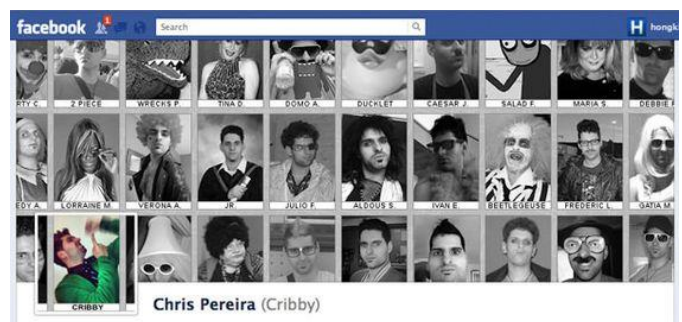 facebook 1 Search H hongk
RTY C. 2 PIECE WRECKS P. TINA D. DOMO A. DUCKLET CAESAR J. SALAD F. MARIA S. DEBBIE F
EDY A. LORRAINE M. VERONA A. JR. JULIO F. ALDOUS S. IVAN E. BEETLEGEUSE FREDERIC L. GATIA M.
CRIBBY
Chris Pereira (Cribby)